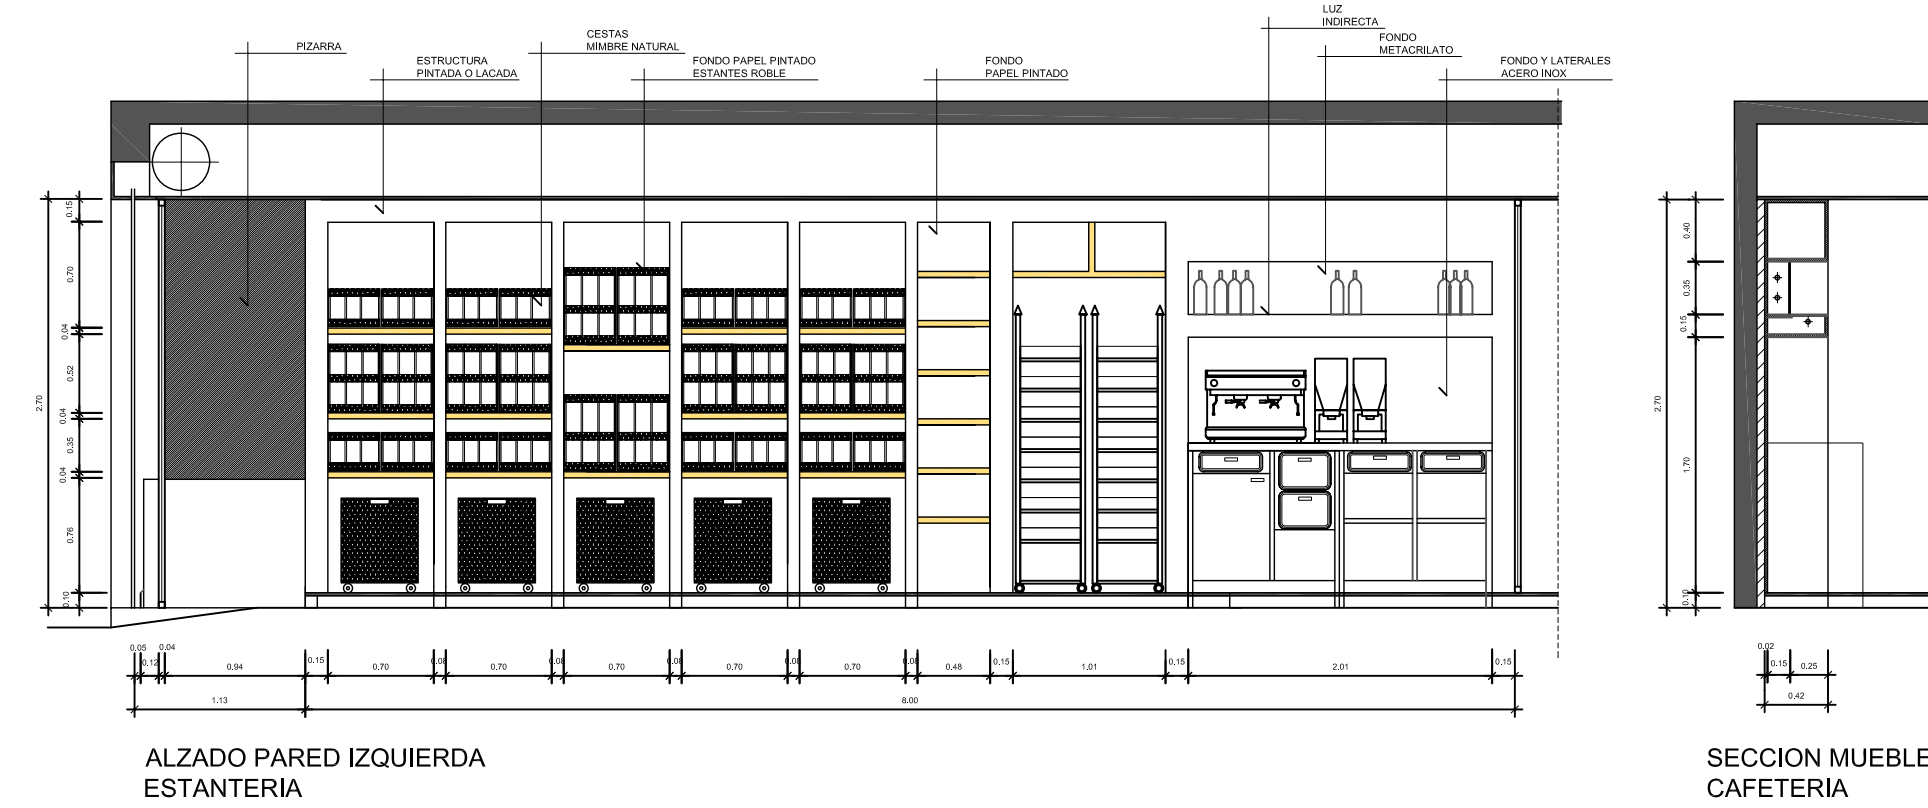 LUZ
INDIRECTA
CESTAS
MIMBRE NATURAL
FONDO
METACRILATO
PIZARRA
ESTRUCTURA
PINTADA O LACADA
FONDO PAPEL PINTADO
ESTANTES ROBLE
FONDO
PAPEL PINTADO
FONDO Y LATERALES
ACERO INOX
2.70
0.15
0.70
0.04
0.52
0.04
0.35
0.04
0.76
0.10
2.70
0.40
0.35
0.15
1.70
0.10
0.05 0.04
0.12 0.94 0.15 0.70 0.08 0.70 0.08 0.70 0.08 0.70 0.08 0.70 0.08 0.48 0.15 1.01 0.15 2.01 0.15
1.13 8.00
0.02
0.15 0.25
0.42
ALZADO PARED IZQUIERDA
ESTANTERIA
SECCION MUEBLE
CAFETERIA